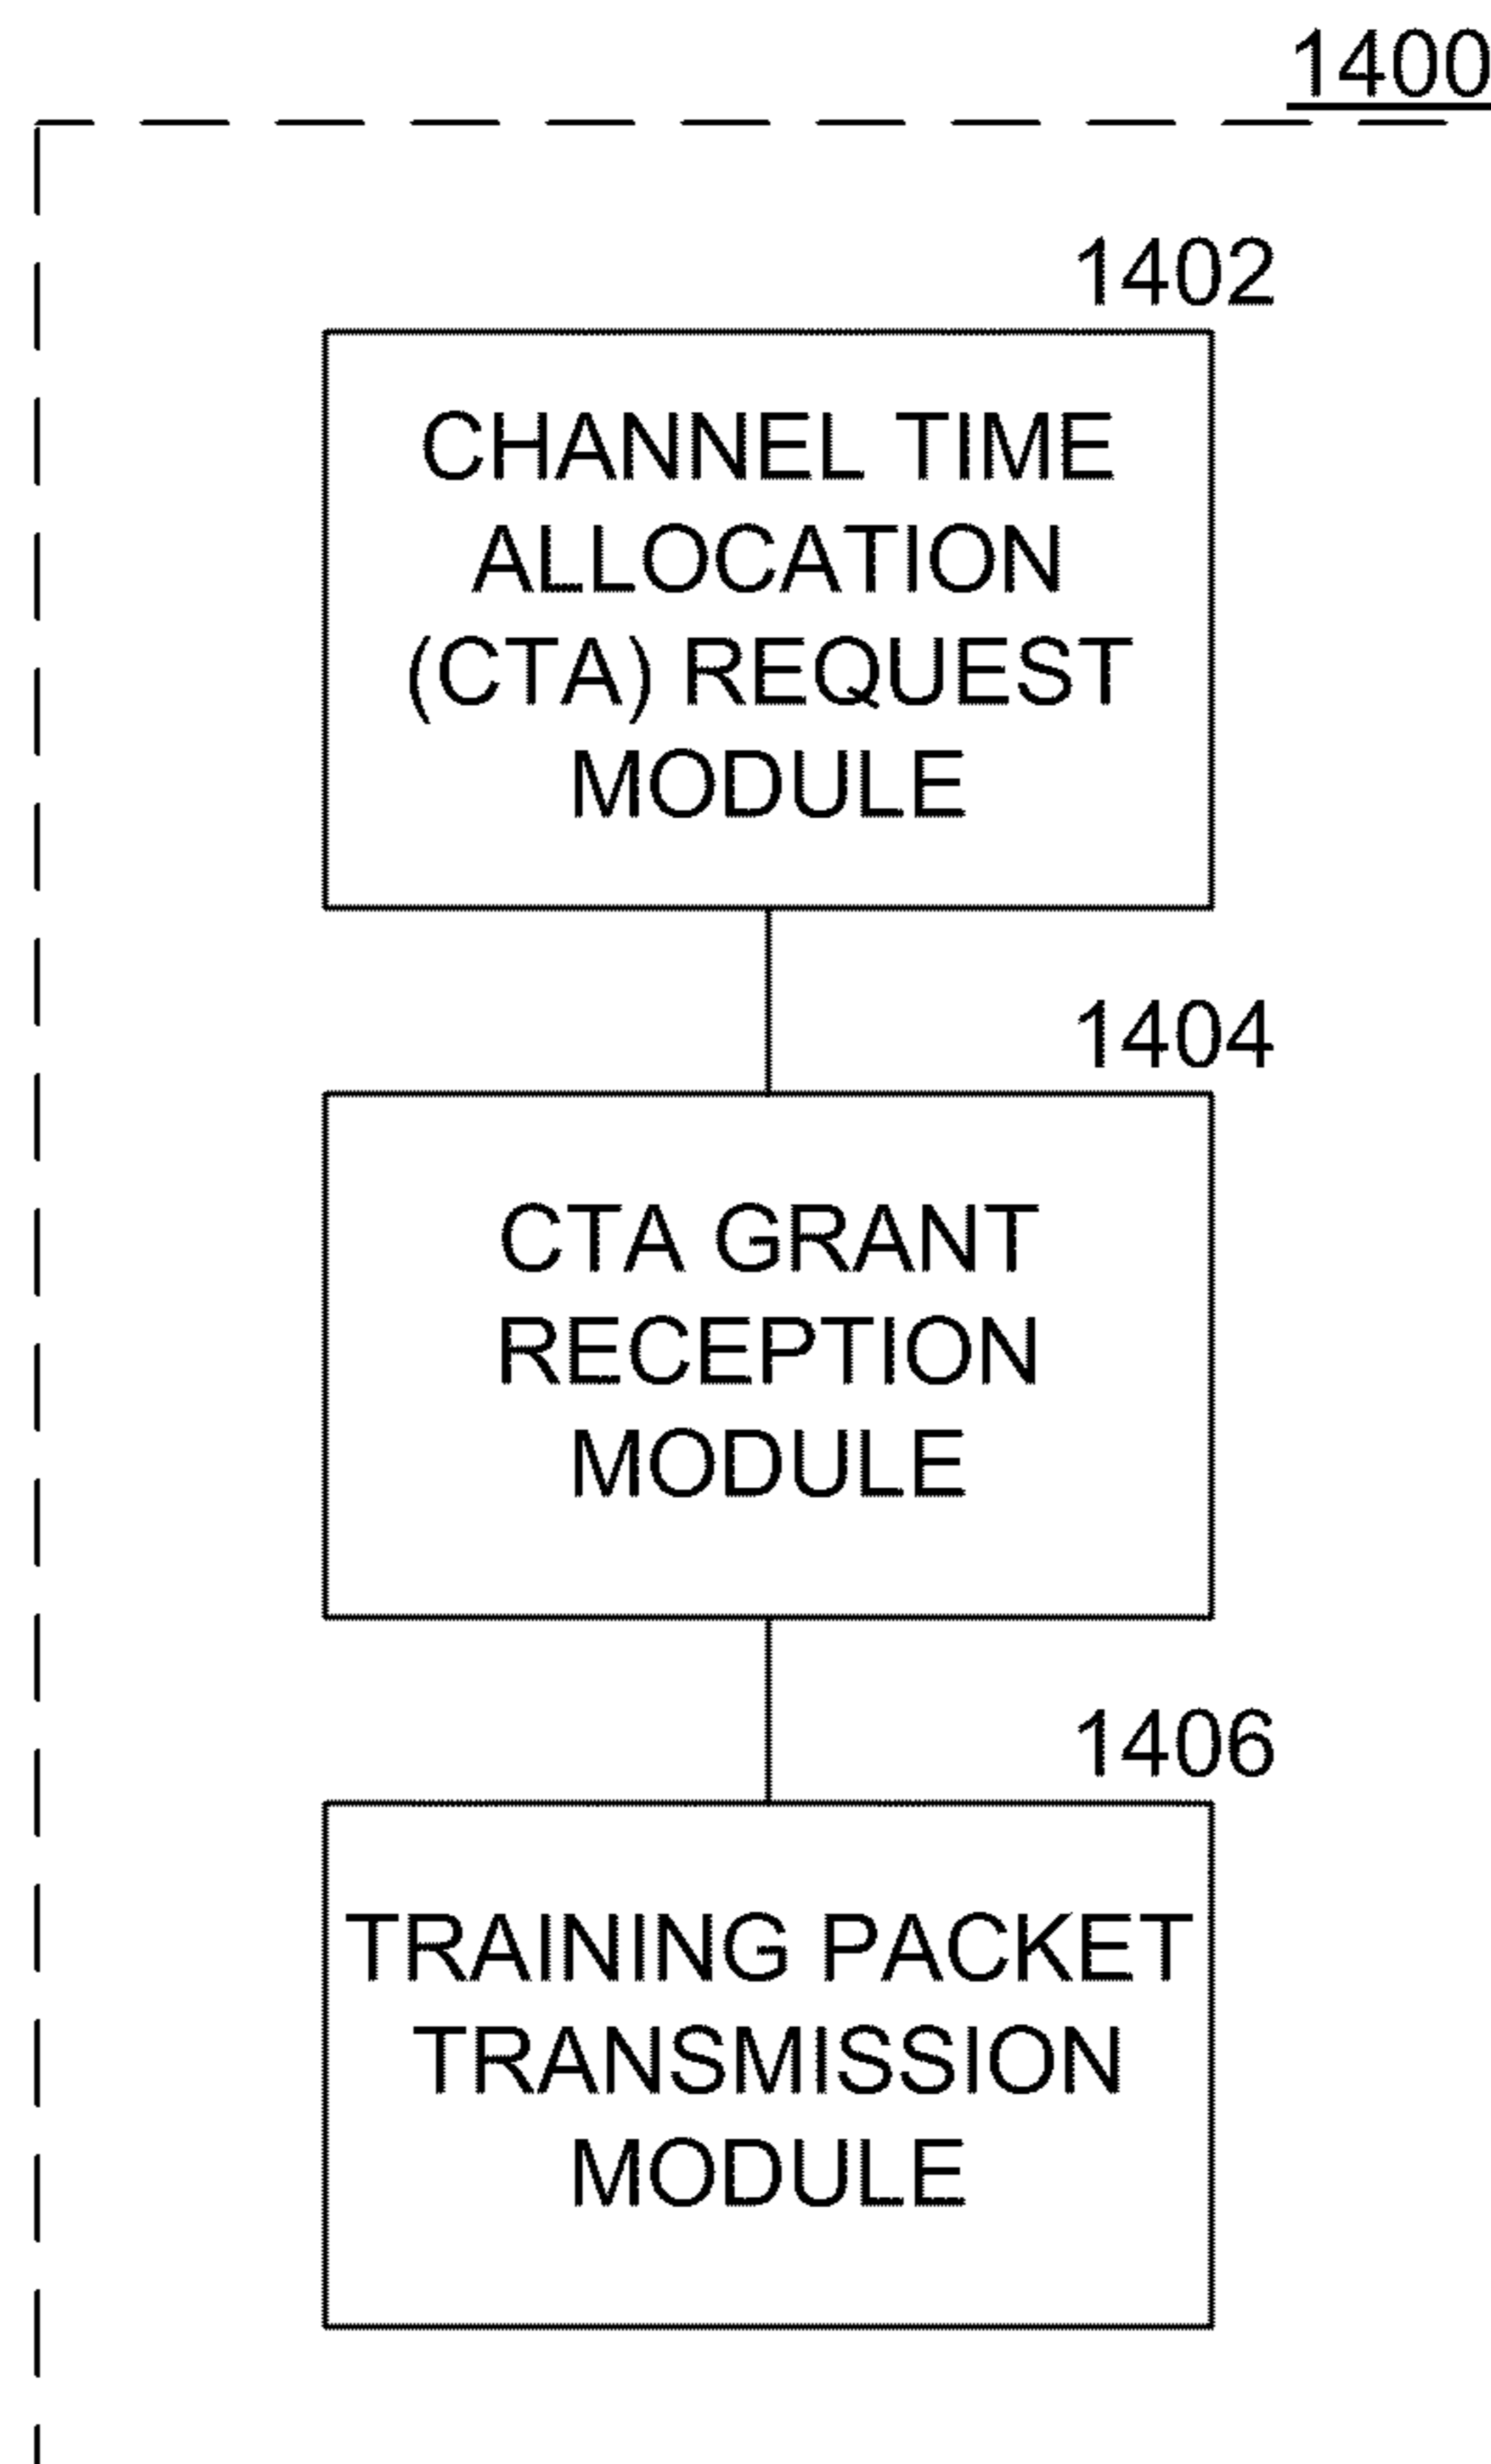 1400
1402
CHANNEL TIME
ALLOCATION
(CTA) REQUEST
MODULE
1404
CTA GRANT
RECEPTION
MODULE
1406
TRAINING PACKET
TRANSMISSION
MODULE